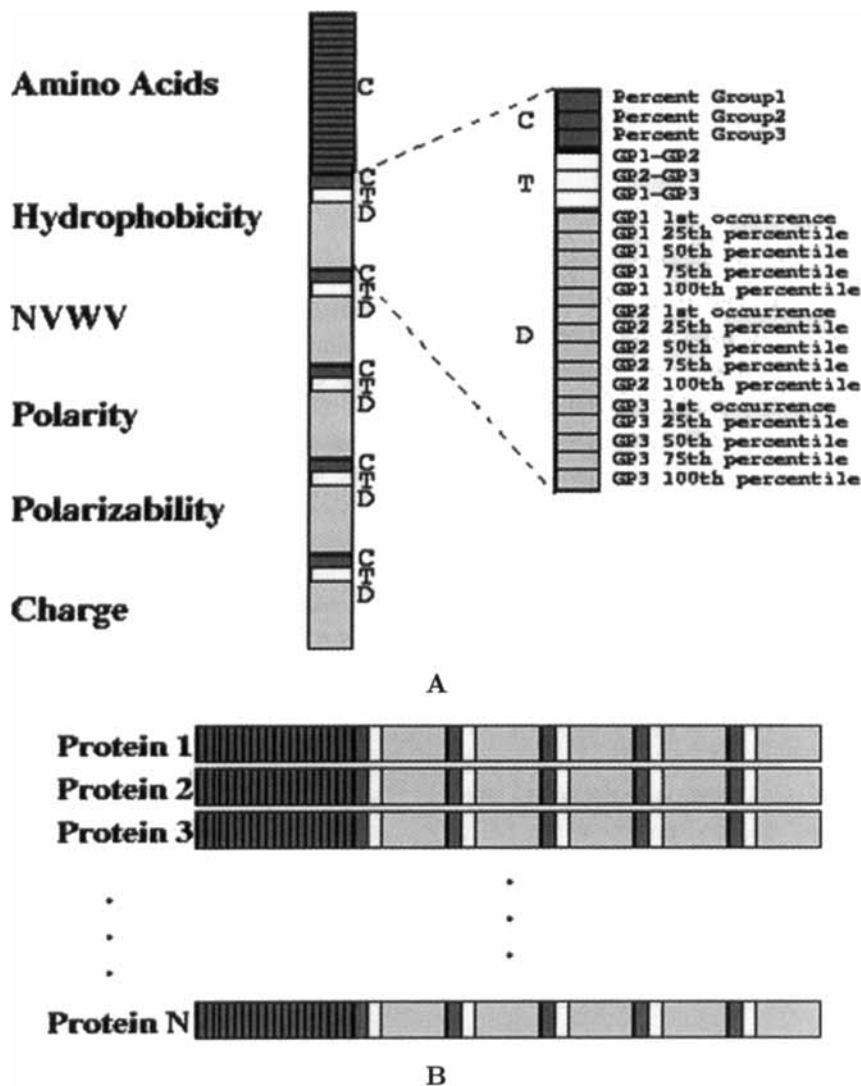 Amino Acids
C
Hydrophobicity
C
T
D
NVWV
C
T
D
Polarity
C
T
D
Polarizability
C
T
D
Charge
C
T
D
C
Percent Group1
Percent Group2
Percent Group3
T
GP1-GP2
GP2-GP3
GP1-GP3
D
GP1 1st occurrence
GP1 25th percentile
GP1 50th percentile
GP1 75th percentile
GP1 100th percentile
GP2 1st occurrence
GP2 25th percentile
GP2 50th percentile
GP2 75th percentile
GP2 100th percentile
GP3 1st occurrence
GP3 25th percentile
GP3 50th percentile
GP3 75th percentile
GP3 100th percentile
A
Protein 1
Protein 2
Protein 3
Protein N
B